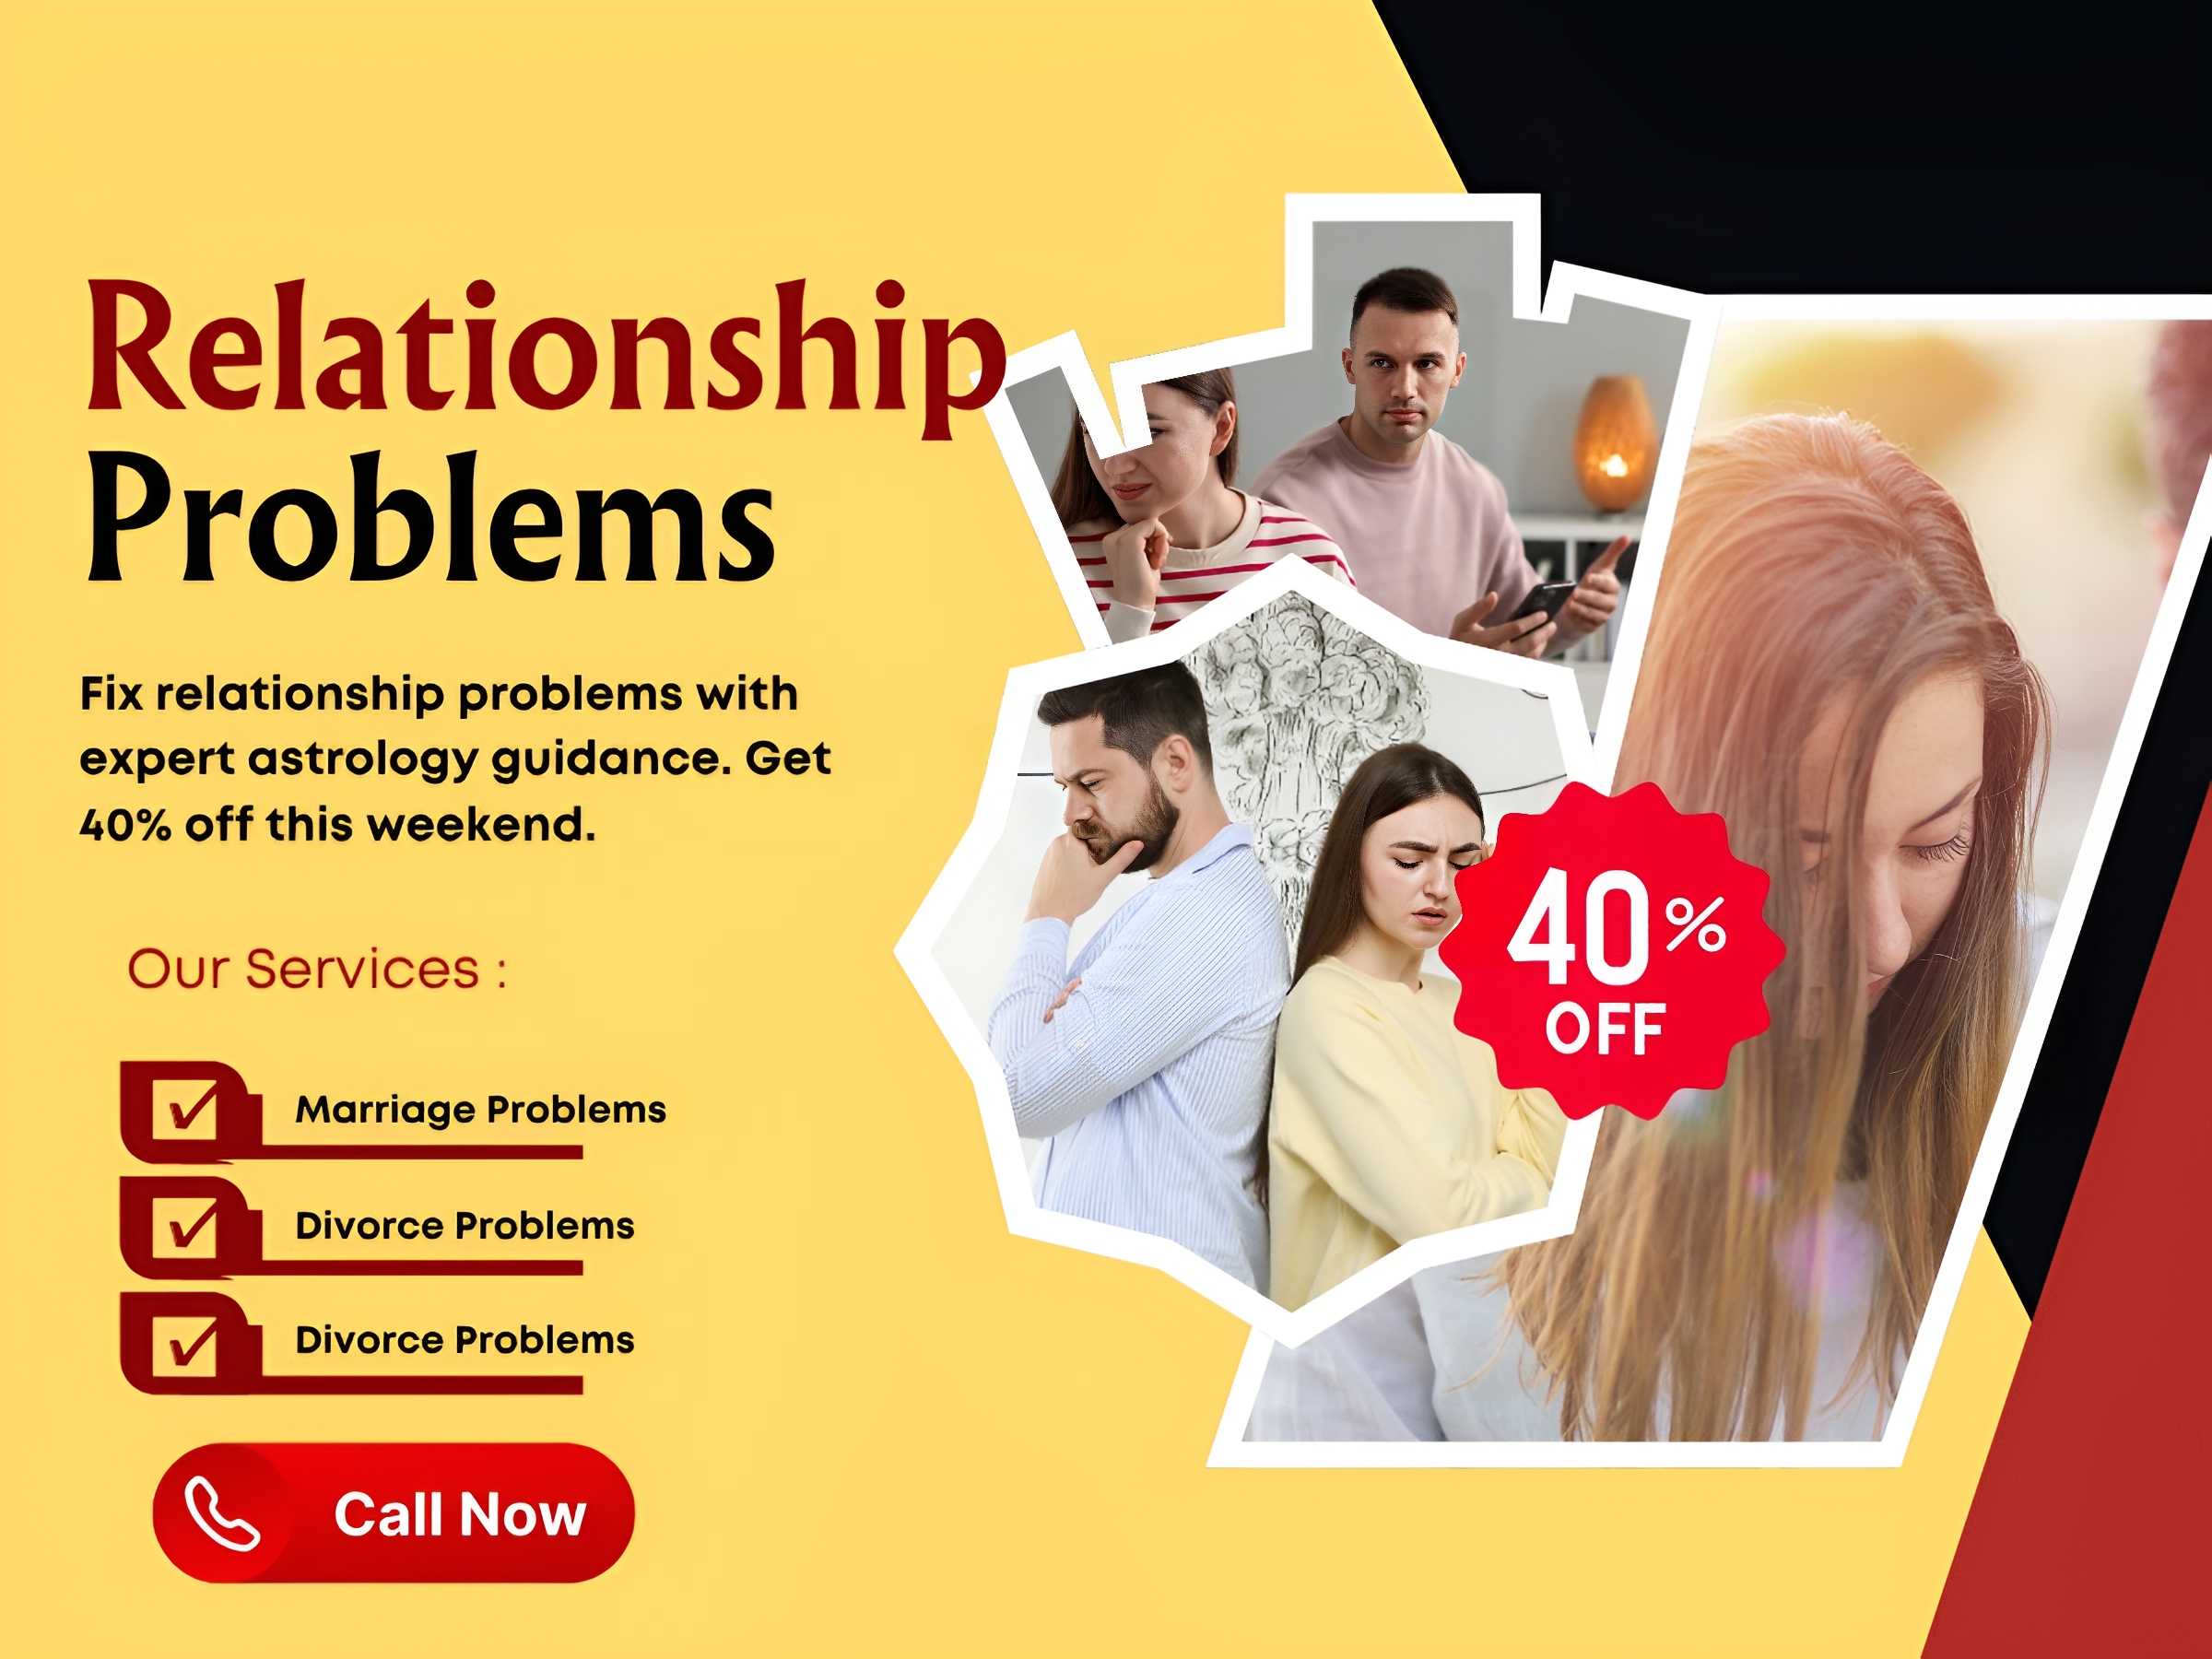 Relationship
Problems
Fix relationship problems with
expert astrology guidance. Get
40% off this weekend.
Our Services :
Marriage Problems
Divorce Problems
Divorce Problems
Call Now
40%
OFF